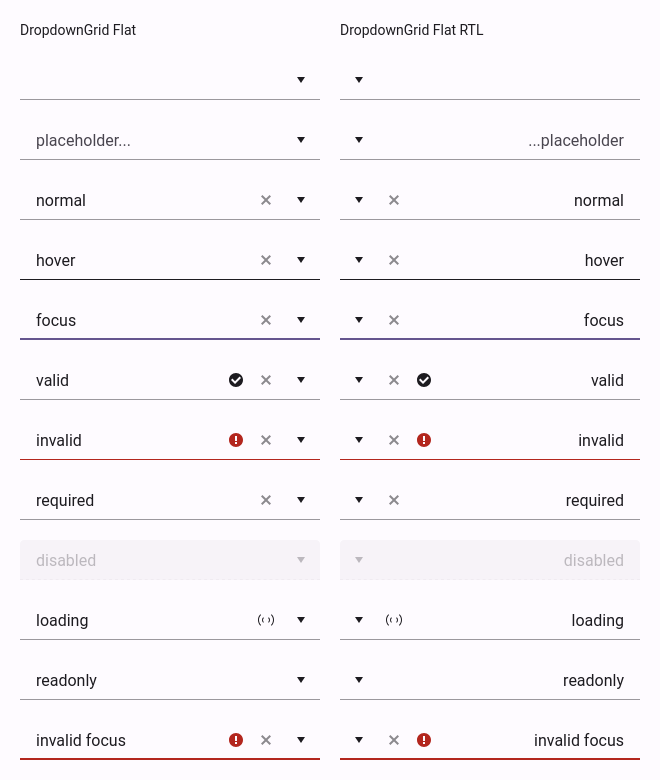 DropdownGrid Flat
DropdownGrid Flat RTL
placeholder...
...placeholder
normal
normal
hover
hover
focus
focus
valid
valid
invalid
invalid
required
required
disabled
disabled
loading
loading
readonly
readonly
invalid focus
invalid focus